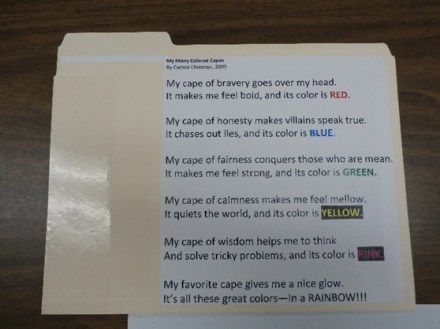 My Many Colored Capes
By Carissa Christner, 2009
My cape of bravery goes over my head.
It makes me feel bold, and its color is RED.
My cape of honesty makes villains speak true.
It chases out lies, and its color is BLUE.
My cape of fairness conquers those who are mean.
It makes me feel strong, and its color is GREEN.
My cape of calmness makes me feel mellow.
It quiets the world, and its color is YELLOW.
My cape of wisdom helps me to think
And solve tricky problems, and its color is PINK.
My favorite cape gives me a nice glow.
It's all these great colors—in a RAINBOW!!!